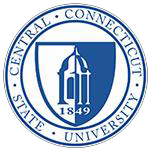 CENTRAL • CONNECTICUT
STATE • UNIVERSITY
1849